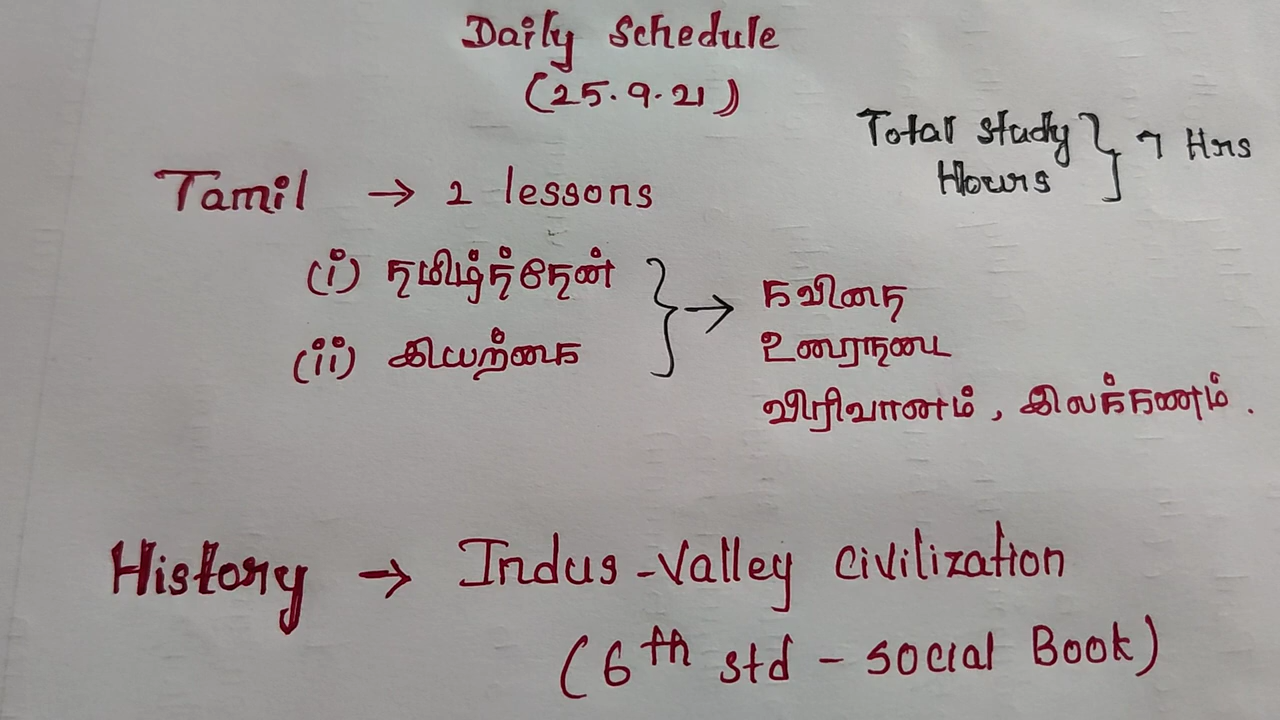 Daily Schedule
(25.9.21)
Total study Hours } 7 Hrs
Tamil → 2 lessons
(i) தமிழ்த்தேன்
(ii) இயற்கை
} → கவிதை
உரைநடை
விரிவானம், இலக்கணம்.
History → Indus-Valley Civilization
(6th std - Social Book)